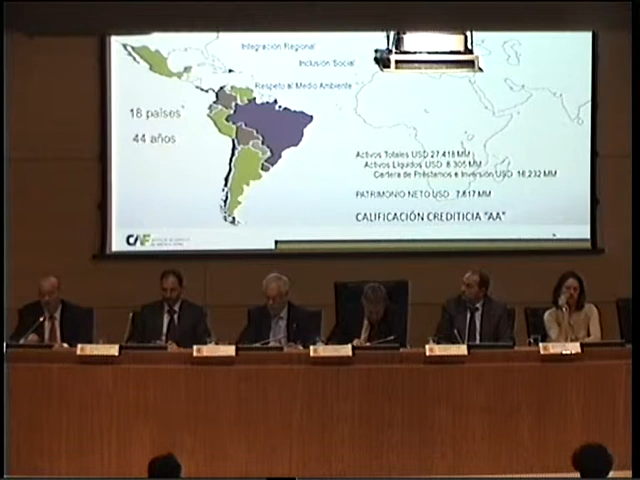 Integración Regional
Inclusión Social
Respeto al Medio Ambiente
18 países*
44 años
Activos Totales USD 27.418 MM
Activos Líquidos USD 8.305 MM
Cartera de Préstamos e Inversión USD 16,232 MM
PATRIMONIO NETO USD 7.617 MM
CALIFICACIÓN CREDITICIA "AA"
CAF